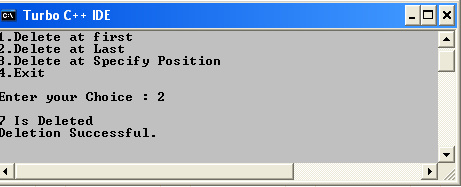 Turbo C++ IDE
1.Delete at first
2.Delete at Last
3.Delete at Specify Position
4.Exit
Enter your Choice : 2
7 Is Deleted
Deletion Successful.